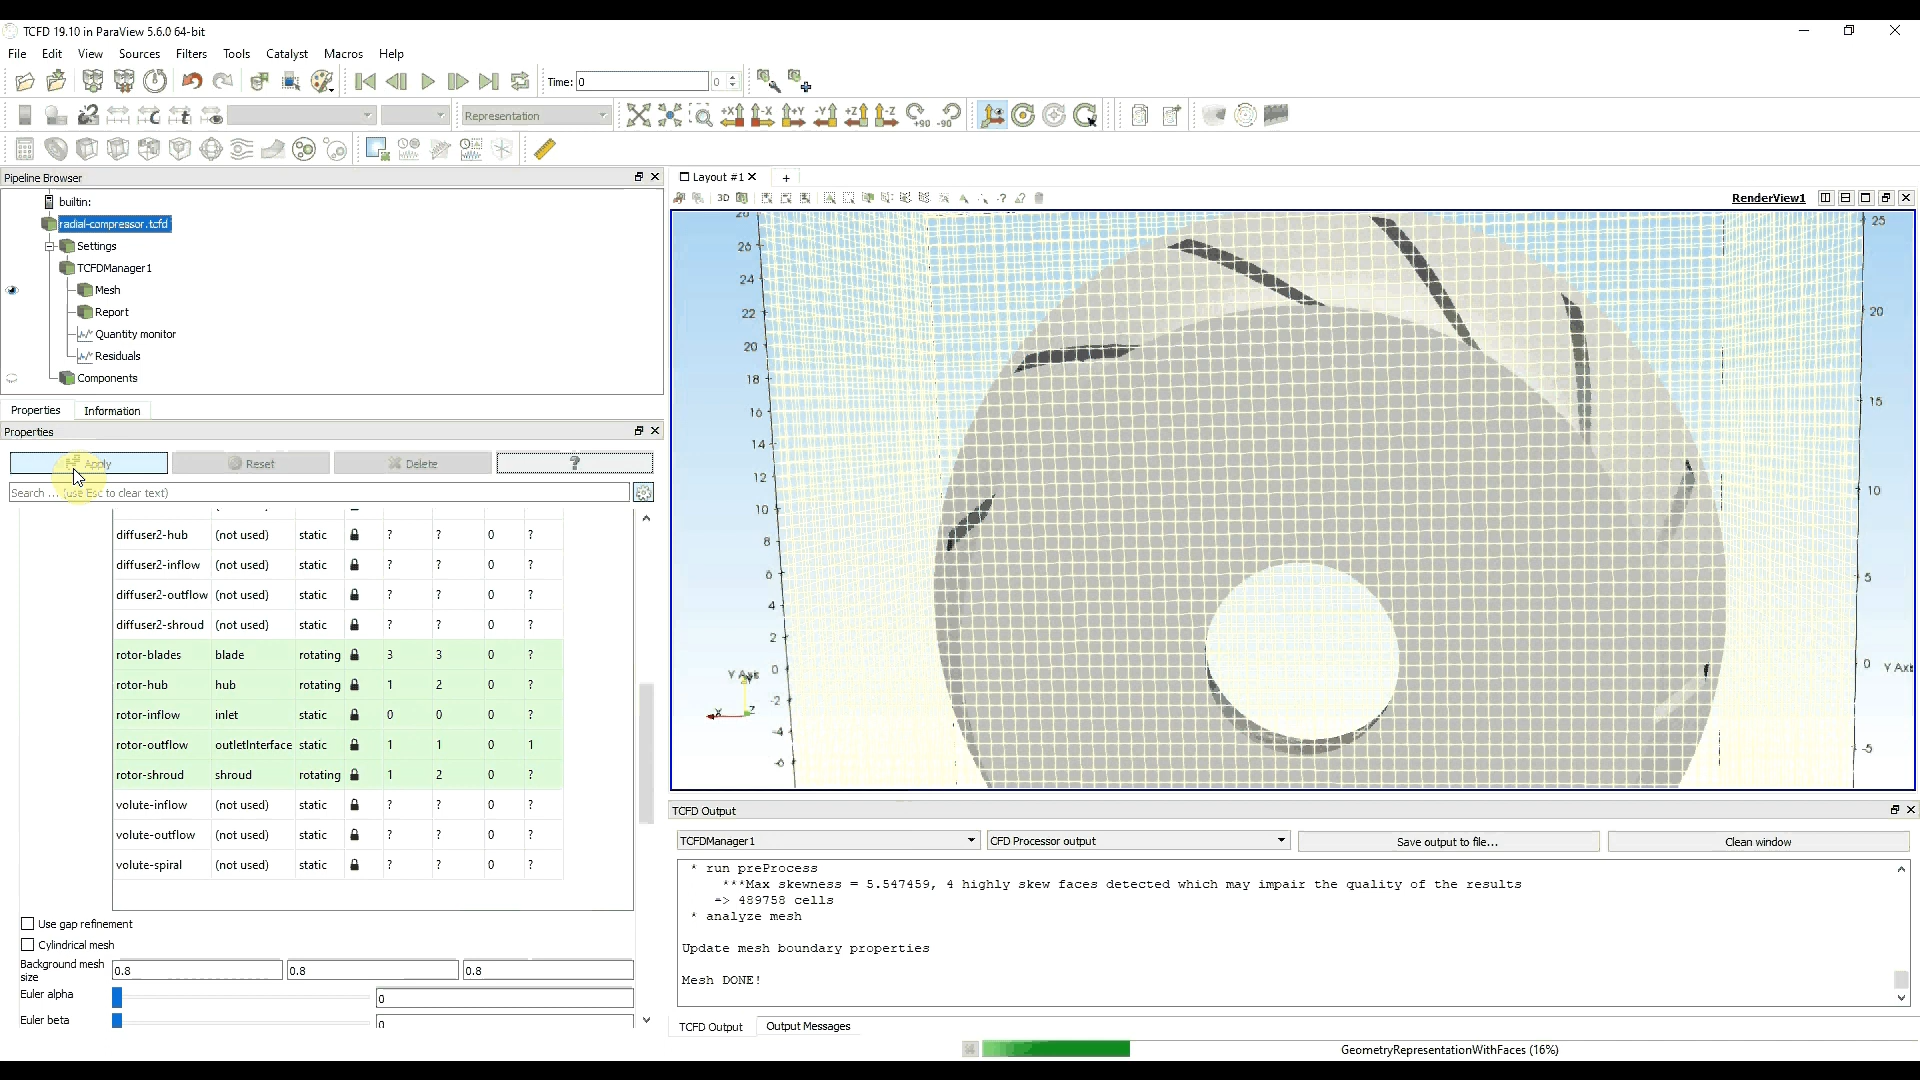 TCFD 19.10 in ParaView 5.6.0 64-bit
File Edit View Sources Filters Tools Catalyst Macros Help
Time: 0 0
Representation
+X -X +Y -Y +Z -Z +90 -90
Pipeline Browser
builtin:
radial-compressor.tcfd
Settings
TCFDManager1
Mesh
Report
Quantity monitor
Residuals
Components
Properties Information
Properties
Apply Reset Delete ?
Search ... (use Esc to clear text)
diffuser2-hub (not used) static ? ? 0 ?
diffuser2-inflow (not used) static ? ? 0 ?
diffuser2-outflow (not used) static ? ? 0 ?
diffuser2-shroud (not used) static ? ? 0 ?
rotor-blades blade rotating 3 3 0 ?
rotor-hub hub rotating 1 2 0 ?
rotor-inflow inlet static 0 0 0 ?
rotor-outflow outletInterface static 1 1 0 1
rotor-shroud shroud rotating 1 2 0 ?
volute-inflow (not used) static ? ? 0 ?
volute-outflow (not used) static ? ? 0 ?
volute-spiral (not used) static ? ? 0 ?
Use gap refinement
Cylindrical mesh
Background mesh size 0.8 0.8 0.8
Euler alpha 0
Euler beta 0
Layout #1 +
3D
RenderView1
26
24
22
20
18
16
14
12
10
8
6
4
2
0
-2
-4
-6
Y Axis
X Z
25
20
15
10
5
0 Y Axi
-5
TCFD Output
TCFDManager1 CFD Processor output Save output to file... Clean window
* run preProcess
***Max skewness = 5.547459, 4 highly skew faces detected which may impair the quality of the results
=> 489758 cells
* analyze mesh
Update mesh boundary properties
Mesh DONE!
TCFD Output Output Messages
GeometryRepresentationWithFaces (16%)